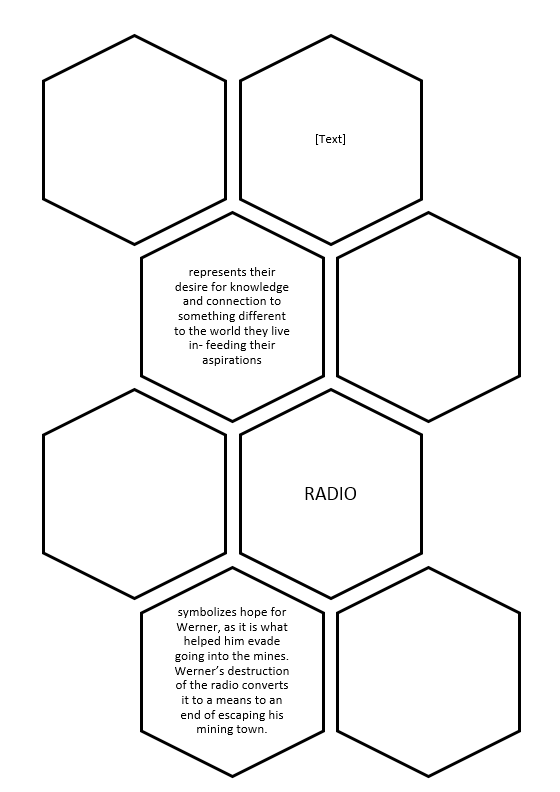 [Text]
represents their
desire for knowledge
and connection to
something different
to the world they live
in- feeding their
aspirations
RADIO
symbolizes hope for
Werner, as it is what
helped him evade
going into the mines.
Werner’s destruction
of the radio converts
it to a means to an
end of escaping his
mining town.